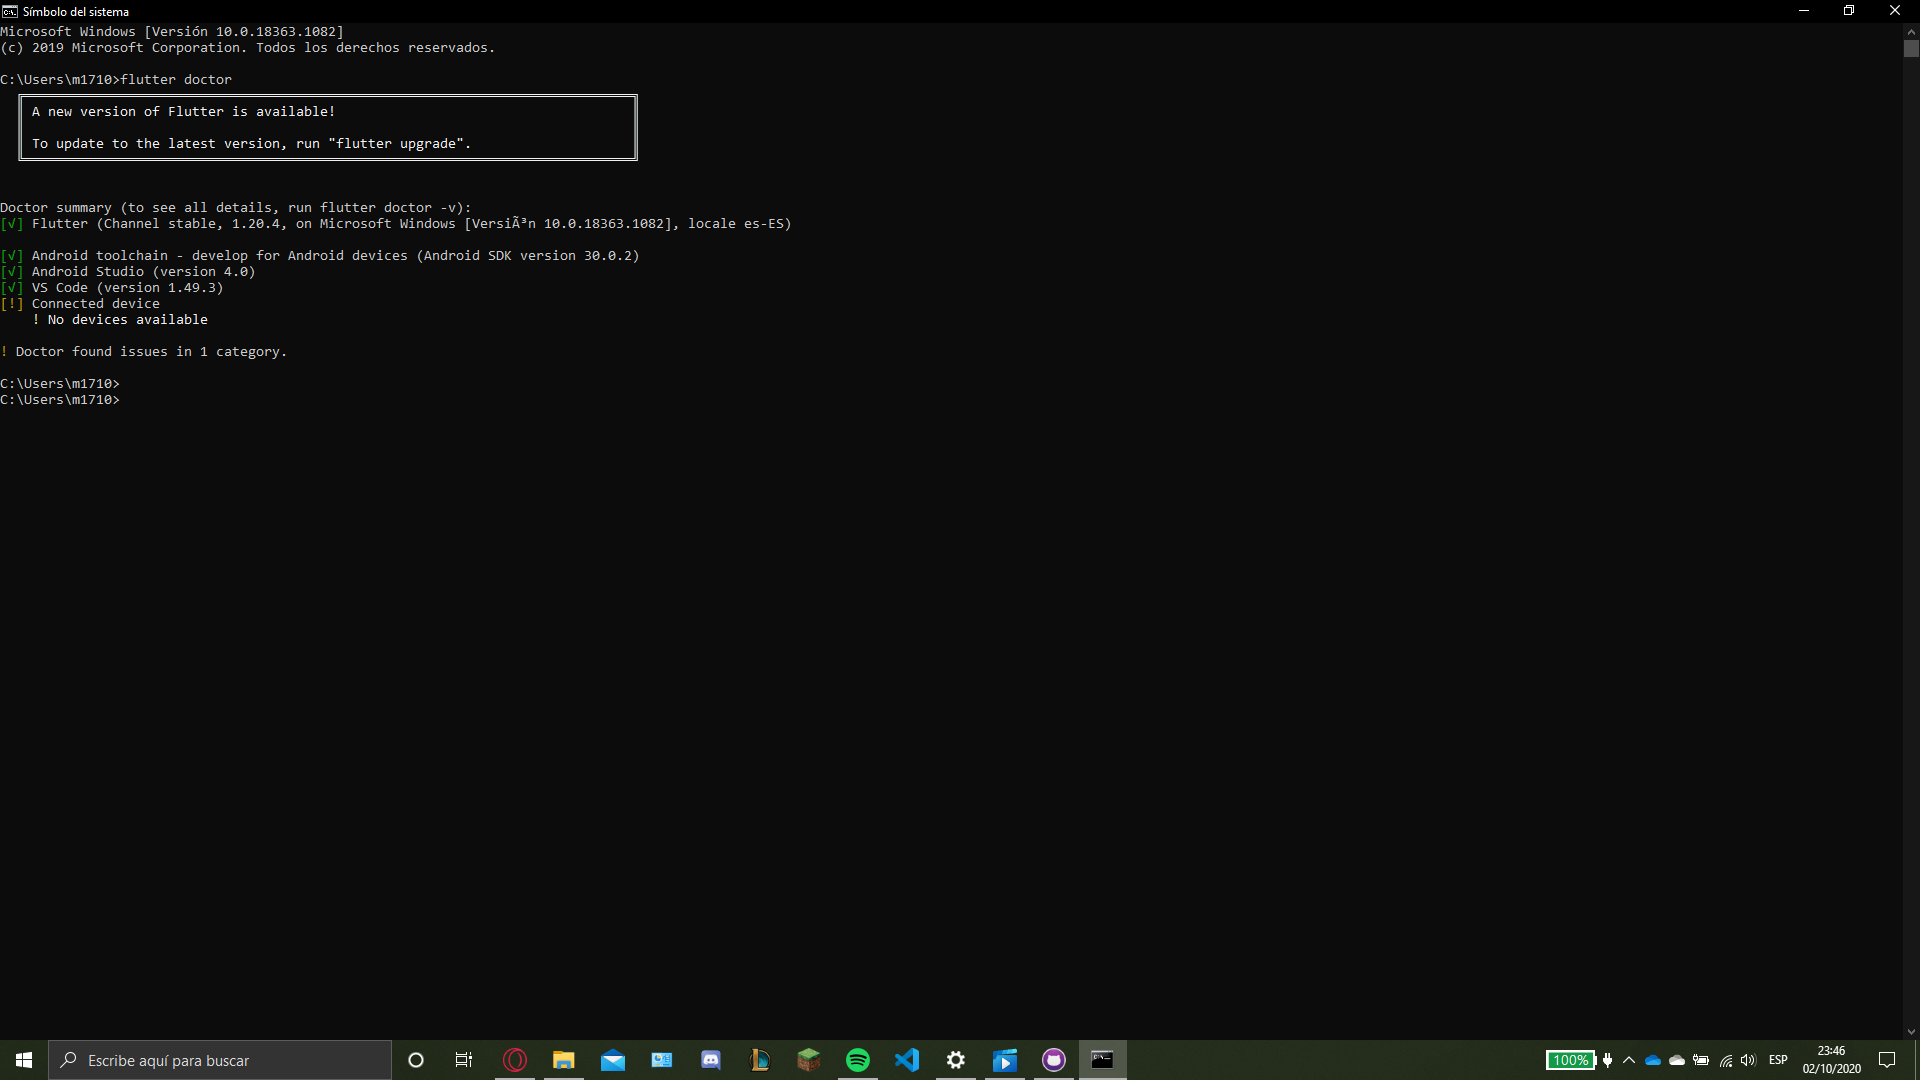 Símbolo del sistema
Microsoft Windows [Versión 10.0.18363.1082]
(c) 2019 Microsoft Corporation. Todos los derechos reservados.
C:\Users\m1710>flutter doctor
A new version of Flutter is available!
To update to the latest version, run "flutter upgrade".
Doctor summary (to see all details, run flutter doctor -v):
[√] Flutter (Channel stable, 1.20.4, on Microsoft Windows [VersiÃ³n 10.0.18363.1082], locale es-ES)
[√] Android toolchain - develop for Android devices (Android SDK version 30.0.2)
[√] Android Studio (version 4.0)
[√] VS Code (version 1.49.3)
[!] Connected device
! No devices available
! Doctor found issues in 1 category.
C:\Users\m1710>
C:\Users\m1710>
Escribe aquí para buscar
100%
ESP
23:46
02/10/2020